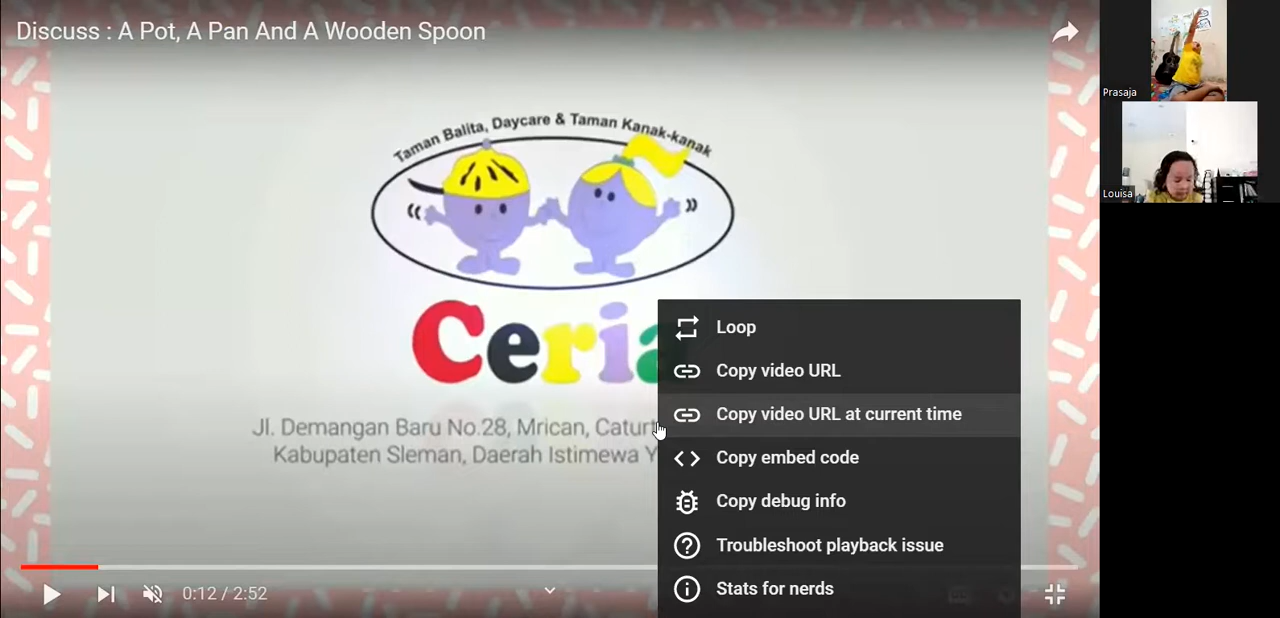 Discuss : A Pot, A Pan And A Wooden Spoon
Prasaja
Louisa
Taman Balita, Daycare & Taman Kanak-kanak
Ceria
Jl. Demangan Baru No.28, Mrican,
Kabupaten Sleman, Daerah Istimewa
Loop
Copy video URL
Copy video URL at current time
Copy embed code
Copy debug info
Troubleshoot playback issue
Stats for nerds
0:12 / 2:52